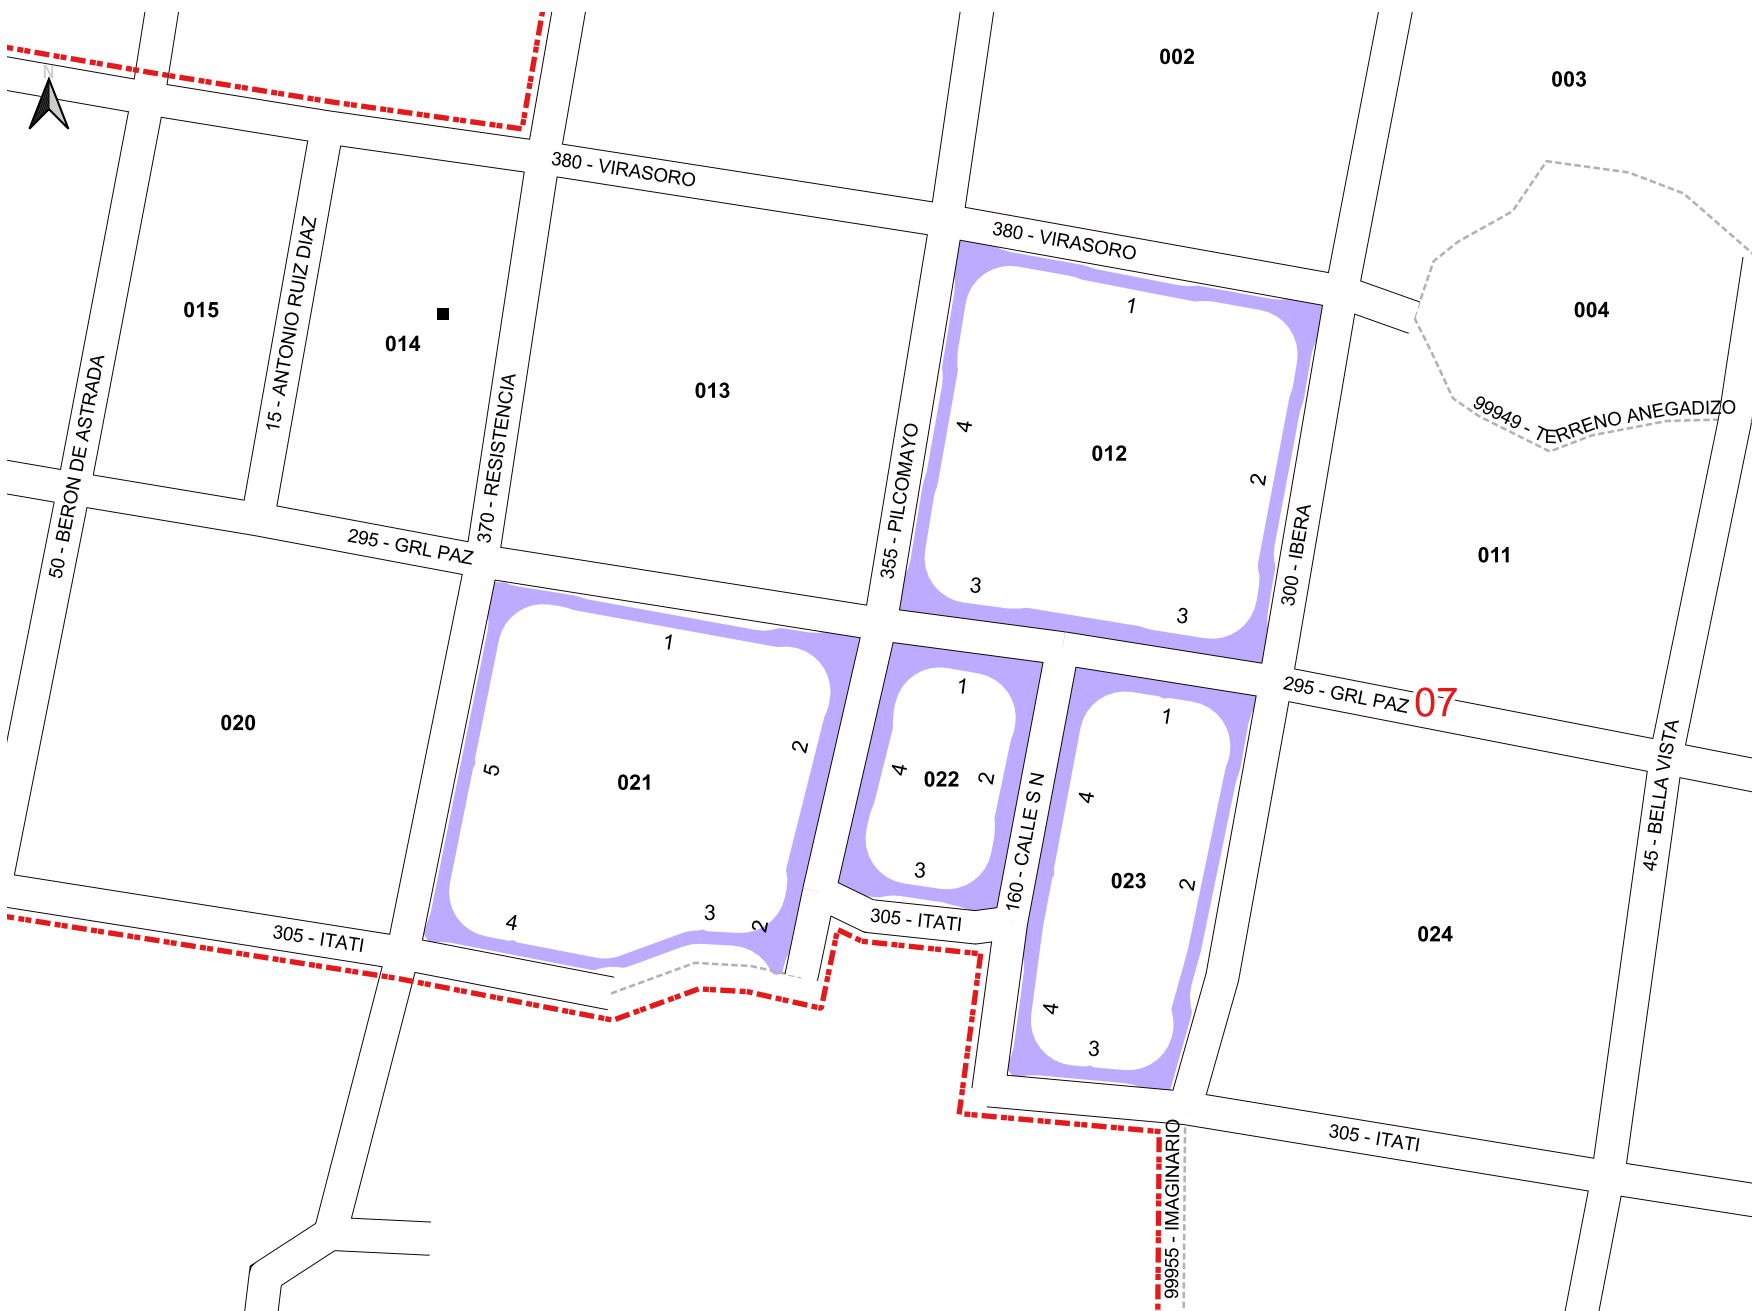 002
003
N
380 - VIRASORO
380 - VIRASORO
015
15 - ANTONIO RUIZ DIAZ
014
013
1
004
99949 - TERRENO ANEGADIZO
50 - BERON DE ASTRADA
370 - RESISTENCIA
355 - PILCOMAYO
4
012
2
300 - IBERA
011
295 - GRL PAZ
3
3
1
1
1
295 - GRL PAZ
07
020
5
021
2
4
022
2
160 - CALLE S N
4
023
2
45 - BELLA VISTA
024
3
305 - ITATI
4
3
2
305 - ITATI
4
3
305 - ITATI
99955 - IMAGINARIO